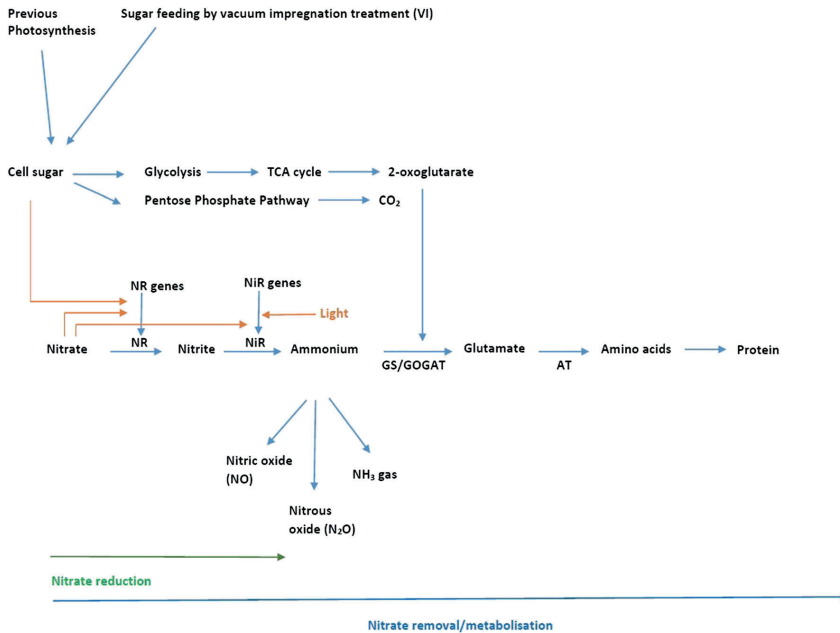 Previous
Photosynthesis
Sugar feeding by vacuum impregnation treatment (VI)
Cell sugar
Glycolysis
TCA cycle
2-oxoglutarate
Pentose Phosphate Pathway
CO₂
NR genes
NiR genes
Light
Nitrate
NR
Nitrite
NiR
Ammonium
GS/GOGAT
Glutamate
AT
Amino acids
Protein
Nitric oxide
(NO)
NH₃ gas
Nitrous
oxide (N₂O)
Nitrate reduction
Nitrate removal/metabolisation